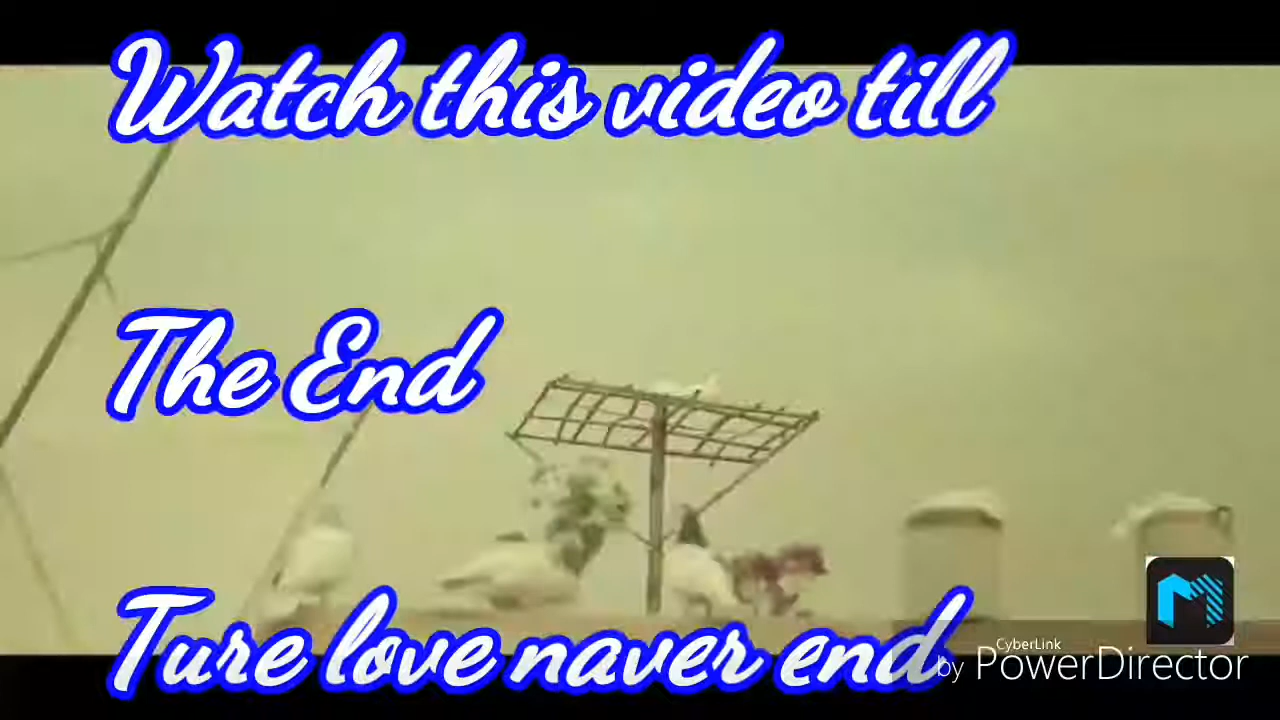 Watch this video till
The End
Ture love naver end
CyberLink
by PowerDirector